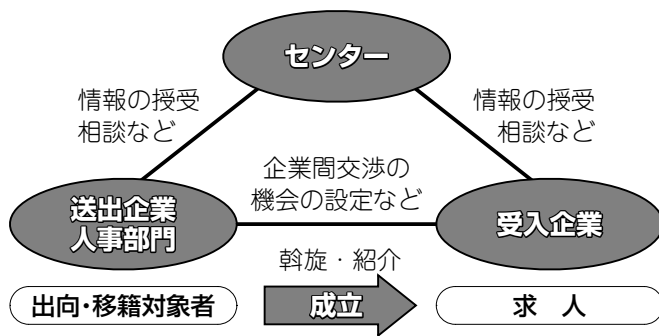 センター
情報の授受
相談など
情報の授受
相談など
企業間交渉の
機会の設定など
送出企業
人事部門
受入企業
斡旋・紹介
出向・移籍対象者
成立
求　人